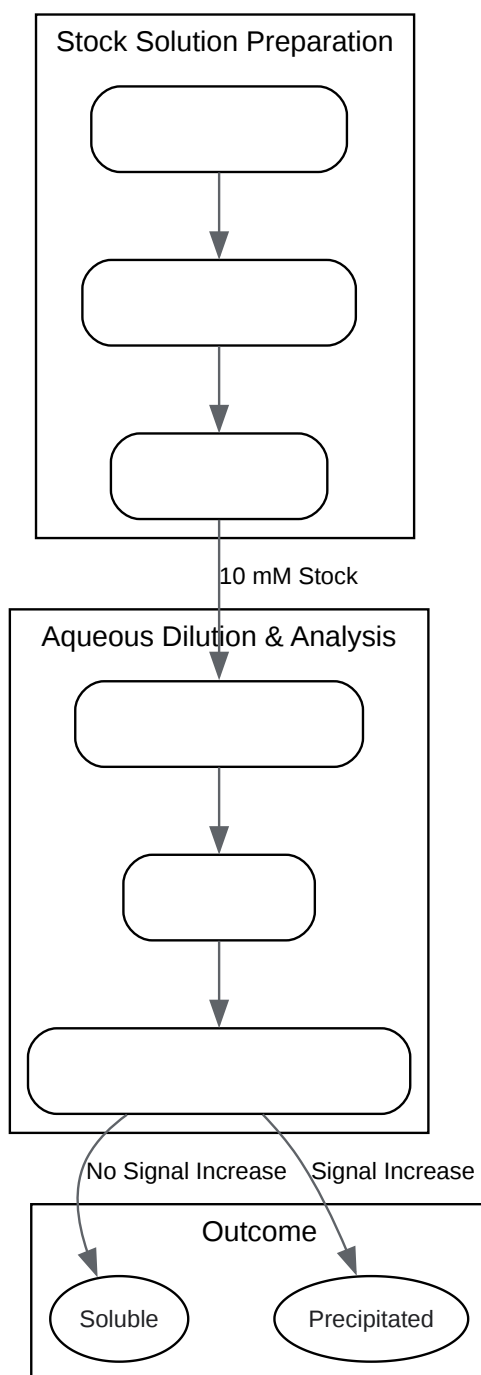 Stock Solution Preparation
10 mM Stock
Aqueous Dilution & Analysis
No Signal Increase
Signal Increase
Outcome
Soluble
Precipitated